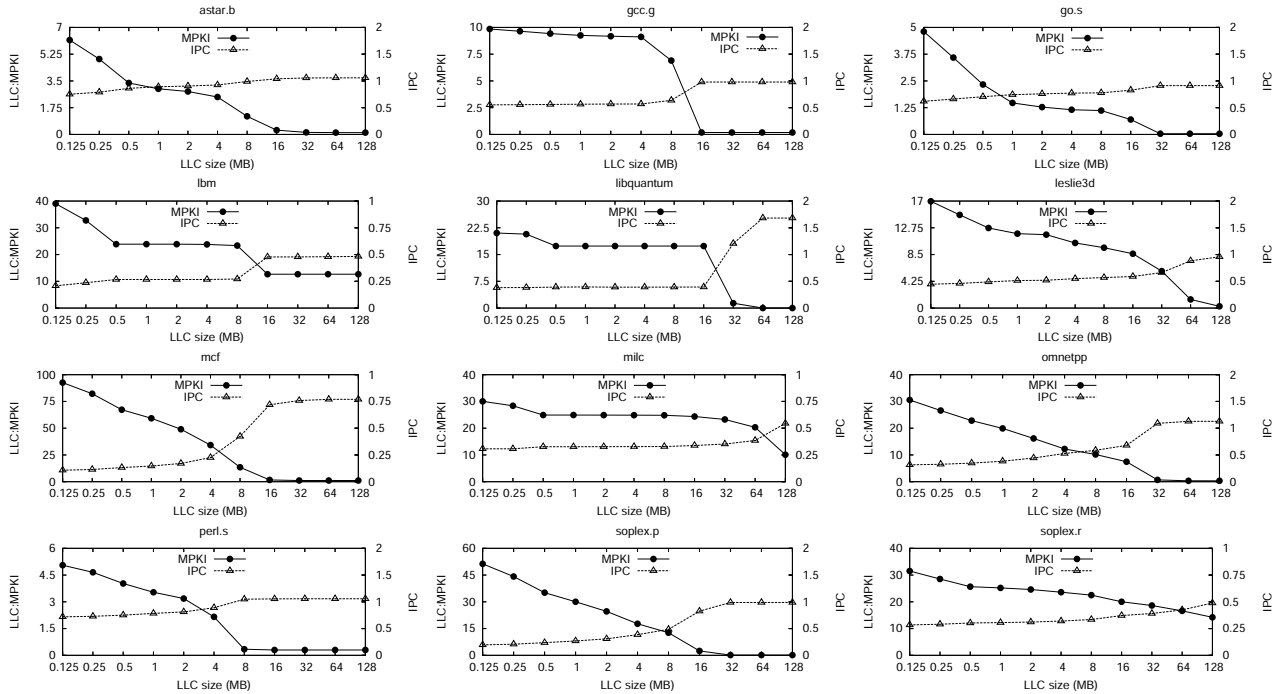 astar.b
LLC:MPKI
7
5.25
3.5
1.75
0
MPKI
IPC
2
1.5
1
0.5
0
IPC
0.125 0.25 0.5 1 2 4 8 16 32 64 128
LLC size (MB)
gcc.g
LLC:MPKI
10
7.5
5
2.5
0
MPKI
IPC
2
1.5
1
0.5
0
IPC
0.125 0.25 0.5 1 2 4 8 16 32 64 128
LLC size (MB)
go.s
LLC:MPKI
5
3.75
2.5
1.25
0
MPKI
IPC
2
1.5
1
0.5
0
IPC
0.125 0.25 0.5 1 2 4 8 16 32 64 128
LLC size (MB)
lbm
LLC:MPKI
40
30
20
10
0
MPKI
IPC
1
0.75
0.5
0.25
0
IPC
0.125 0.25 0.5 1 2 4 8 16 32 64 128
LLC size (MB)
libquantum
LLC:MPKI
30
22.5
15
7.5
0
MPKI
IPC
2
1.5
1
0.5
0
IPC
0.125 0.25 0.5 1 2 4 8 16 32 64 128
LLC size (MB)
leslie3d
LLC:MPKI
17
12.75
8.5
4.25
0
MPKI
IPC
2
1.5
1
0.5
0
IPC
0.125 0.25 0.5 1 2 4 8 16 32 64 128
LLC size (MB)
mcf
LLC:MPKI
100
75
50
25
0
MPKI
IPC
1
0.75
0.5
0.25
0
IPC
0.125 0.25 0.5 1 2 4 8 16 32 64 128
LLC size (MB)
milc
LLC:MPKI
40
30
20
10
0
MPKI
IPC
1
0.75
0.5
0.25
0
IPC
0.125 0.25 0.5 1 2 4 8 16 32 64 128
LLC size (MB)
omnetpp
LLC:MPKI
40
30
20
10
0
MPKI
IPC
2
1.5
1
0.5
0
IPC
0.125 0.25 0.5 1 2 4 8 16 32 64 128
LLC size (MB)
perl.s
LLC:MPKI
6
4.5
3
1.5
0
MPKI
IPC
2
1.5
1
0.5
0
IPC
0.125 0.25 0.5 1 2 4 8 16 32 64 128
LLC size (MB)
soplex.p
LLC:MPKI
60
45
30
15
0
MPKI
IPC
2
1.5
1
0.5
0
IPC
0.125 0.25 0.5 1 2 4 8 16 32 64 128
LLC size (MB)
soplex.r
LLC:MPKI
40
30
20
10
0
MPKI
IPC
1
0.75
0.5
0.25
0
IPC
0.125 0.25 0.5 1 2 4 8 16 32 64 128
LLC size (MB)